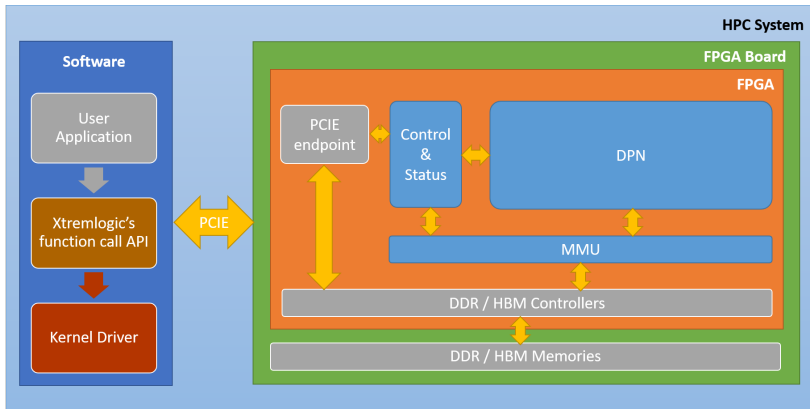 HPC System
Software
User
Application
Xtremlogic's
function call API
Kernel Driver
PCIE
FPGA Board
FPGA
PCIE
endpoint
Control
&
Status
DPN
MMU
DDR / HBM Controllers
DDR / HBM Memories